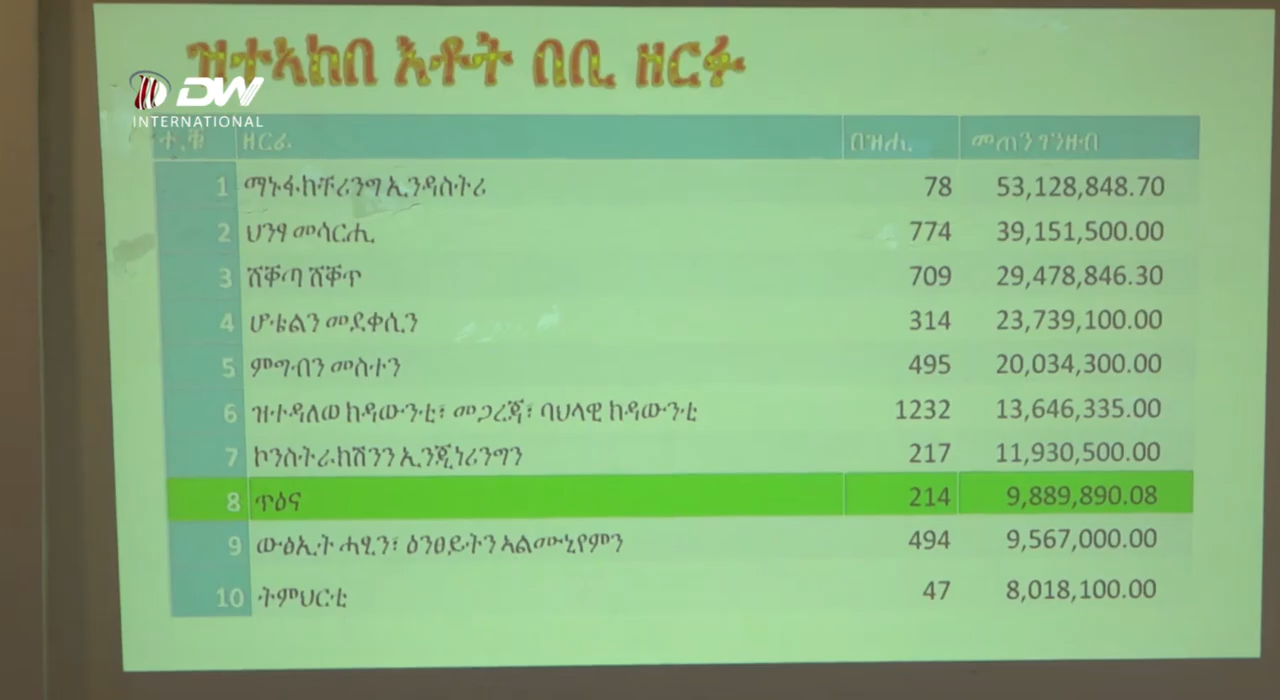 ዝተኣከበ እቶት በቢ ዘርፉ
DW
INTERNATIONAL
ተ.ቑ ዘርፊ በዝሒ መጠን ገንዘብ
1 ማኑፋክቸሪንግ ኢንዳስትሪ 78 53,128,848.70
2 ህንፃ መሳርሒ 774 39,151,500.00
3 ሸቐጣ ሸቐጥ 709 29,478,846.30
4 ሆቴልን መደቀሲን 314 23,739,100.00
5 ምግብን መስተን 495 20,034,300.00
6 ዝተዳለወ ክዳውንቲ፣ መጋረጃ፣ ባህላዊ ክዳውንቲ 1232 13,646,335.00
7 ኮንስትራክሽንን ኢንጂነሪንግን 217 11,930,500.00
8 ጥዕና 214 9,889,890.08
9 ውፅኢት ሓፂን፣ ዕንፀይትን ኣልሙኒየምን 494 9,567,000.00
10 ትምህርቲ 47 8,018,100.00